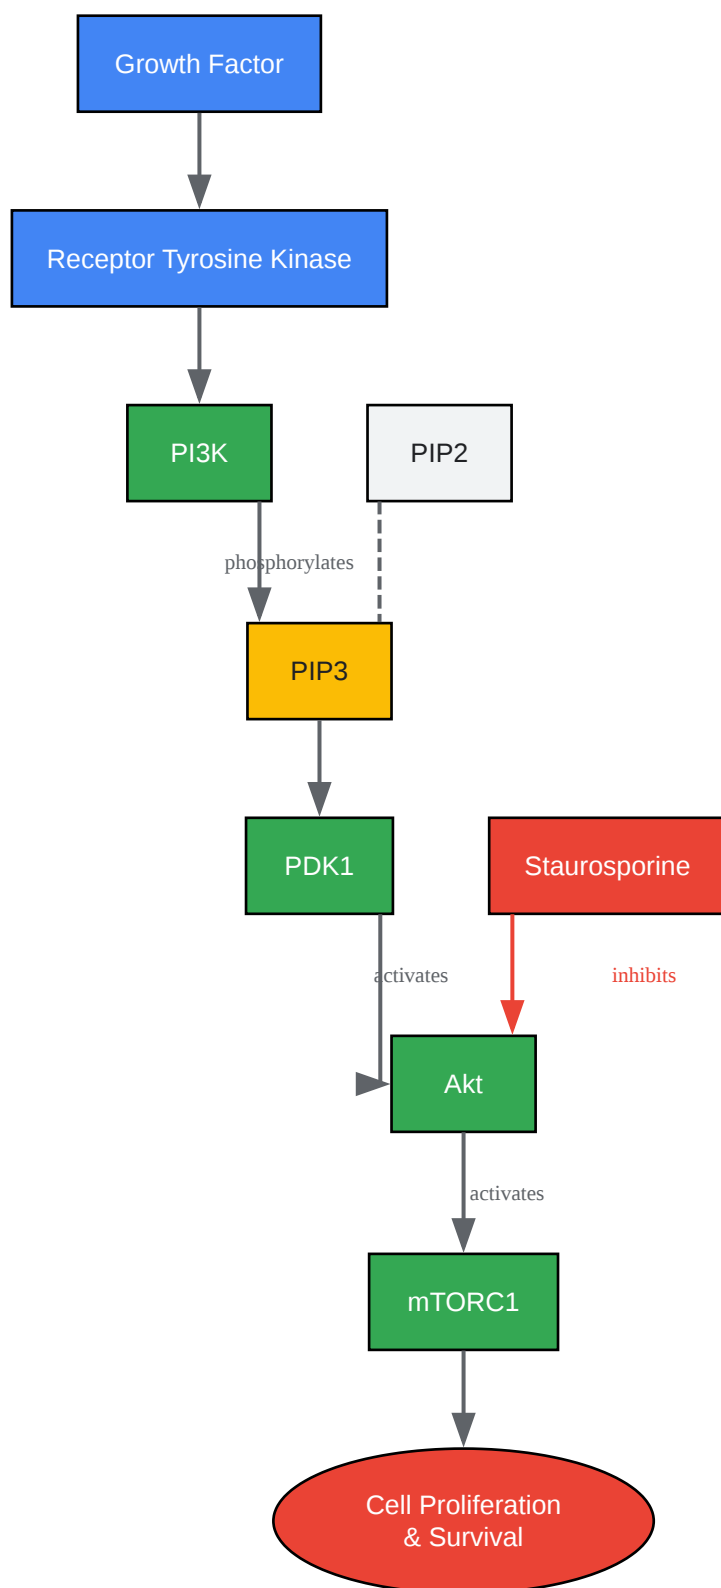 Growth Factor
Receptor Tyrosine Kinase
PI3K
PIP2
phosphorylates
PIP3
PDK1
Staurosporine
activates
inhibits
Akt
activates
mTORC1
Cell Proliferation
& Survival